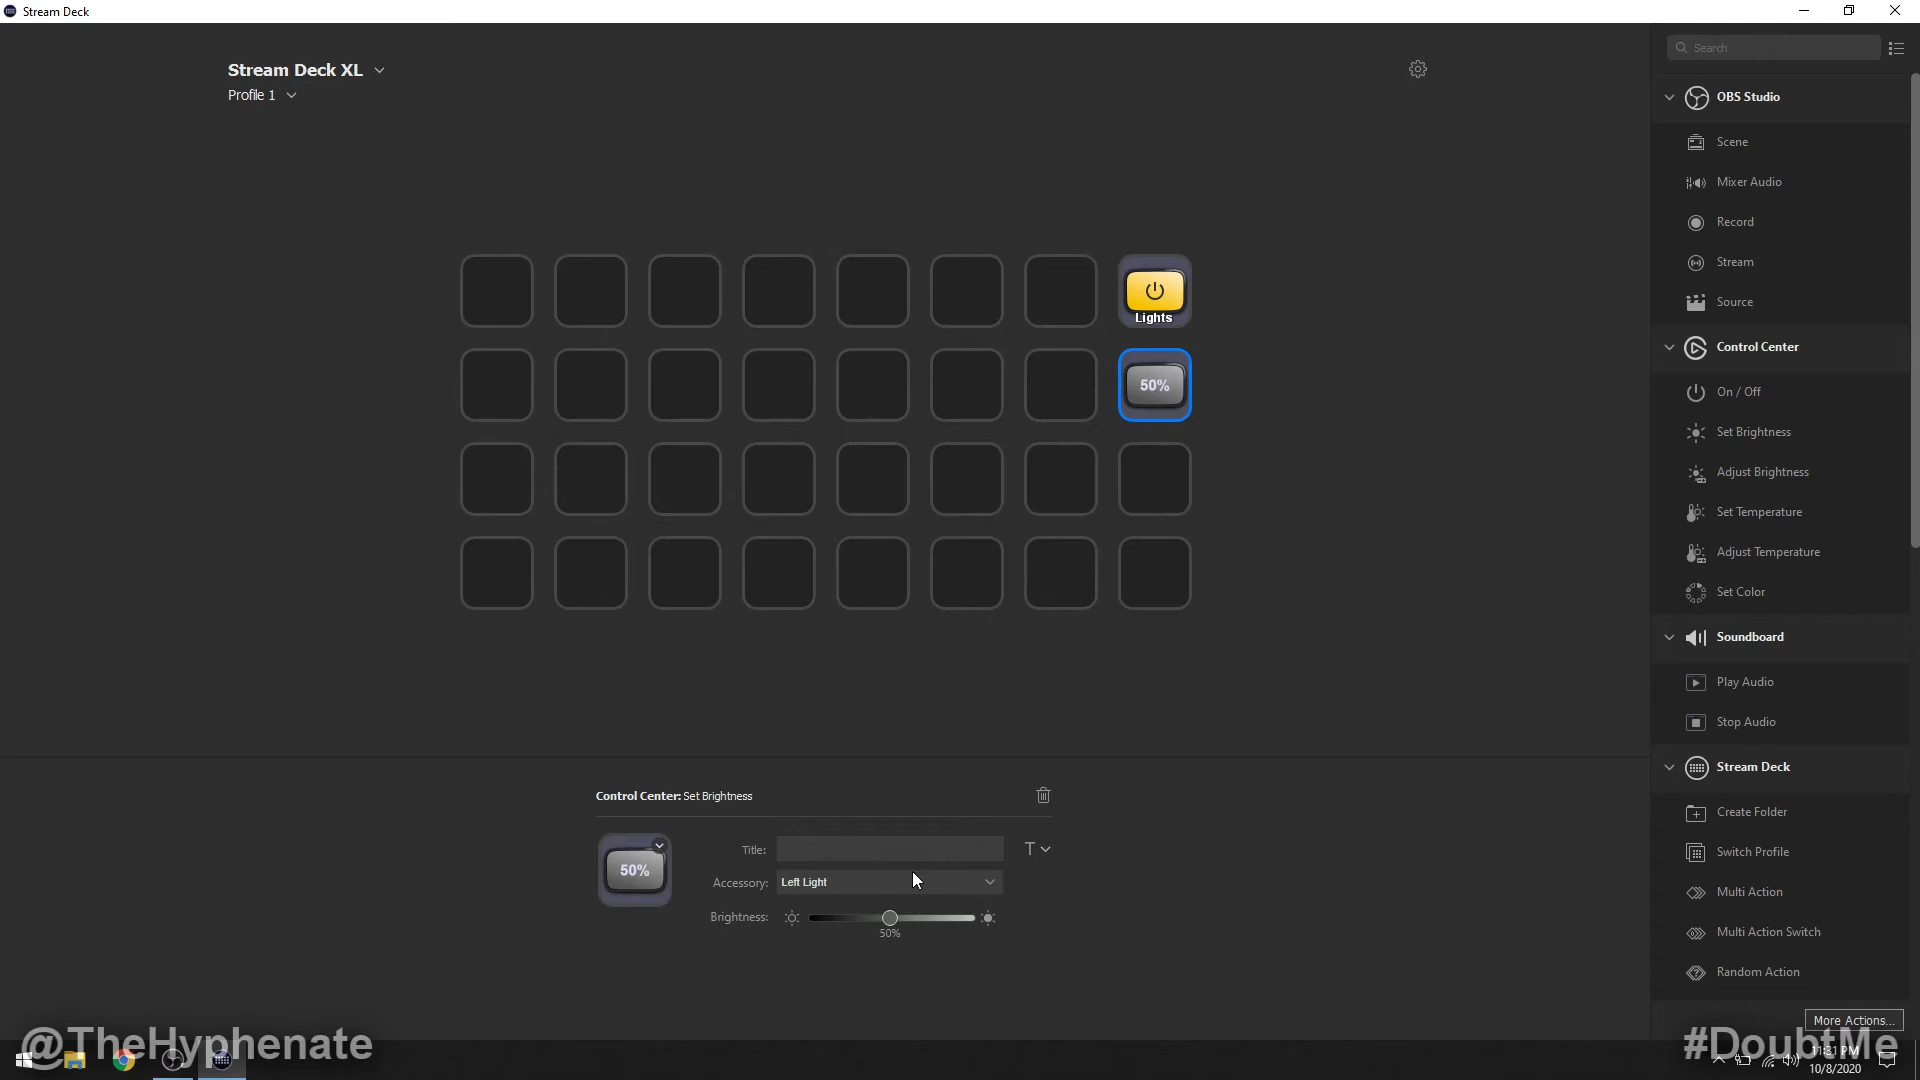 Stream Deck
Stream Deck XL
Profile 1
Search
OBS Studio
Scene
Mixer Audio
Record
Stream
Source
Control Center
On / Off
Set Brightness
Adjust Brightness
Set Temperature
Adjust Temperature
Set Color
Soundboard
Play Audio
Stop Audio
Stream Deck
Create Folder
Switch Profile
Multi Action
Multi Action Switch
Random Action
More Actions...
Lights
50%
Control Center: Set Brightness
50%
Title:
T
Accessory: Left Light
Brightness:
50%
@TheHyphenate
#DoubtMe
11:31 PM
10/8/2020